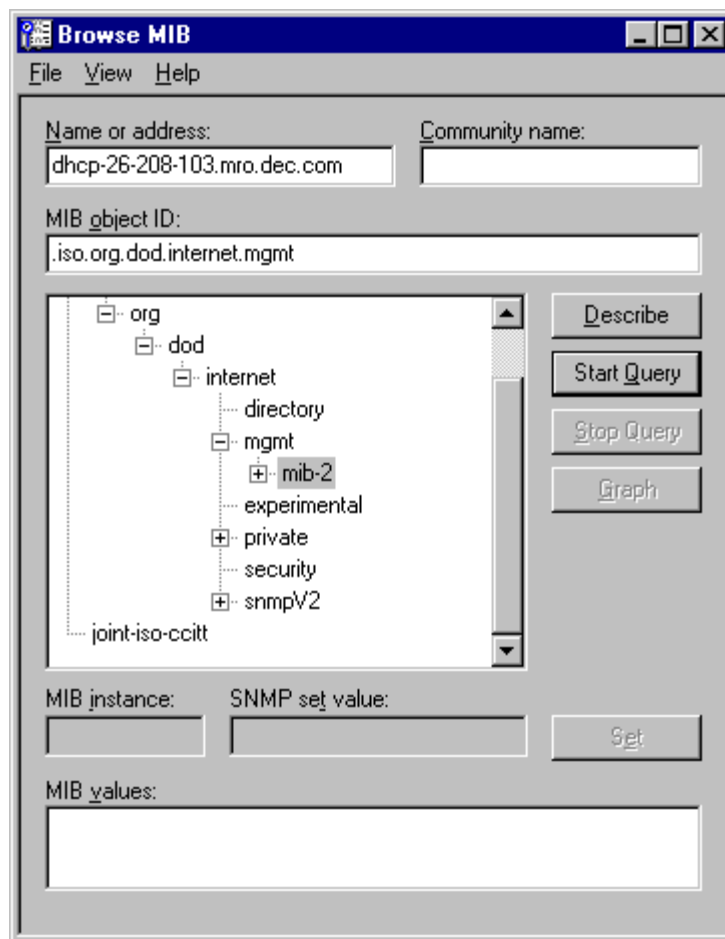 Browse MIB
File View Help
Name or address: Community name:
dhcp-26-208-103.mro.dec.com
MIB object ID:
.iso.org.dod.internet.mgmt
org
Describe
dod
internet
Start Query
directory
mgmt
Stop Query
mib-2
Graph
experimental
private
security
snmpV2
joint-iso-ccitt
MIB instance: SNMP set value:
Set
MIB values: